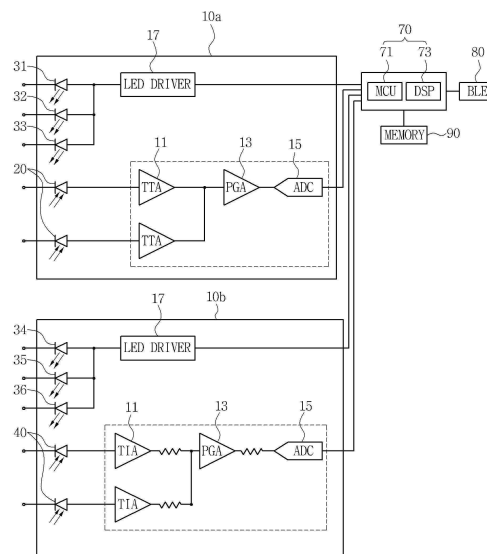 10a
17
70
80
31
71
73
LED DRIVER
MCU
DSP
BLE
32
33
MEMORY
90
11
13
15
20
TTA
PGA
ADC
TTA
10b
17
34
LED DRIVER
35
36
11
13
15
40
TIA
PGA
ADC
TIA